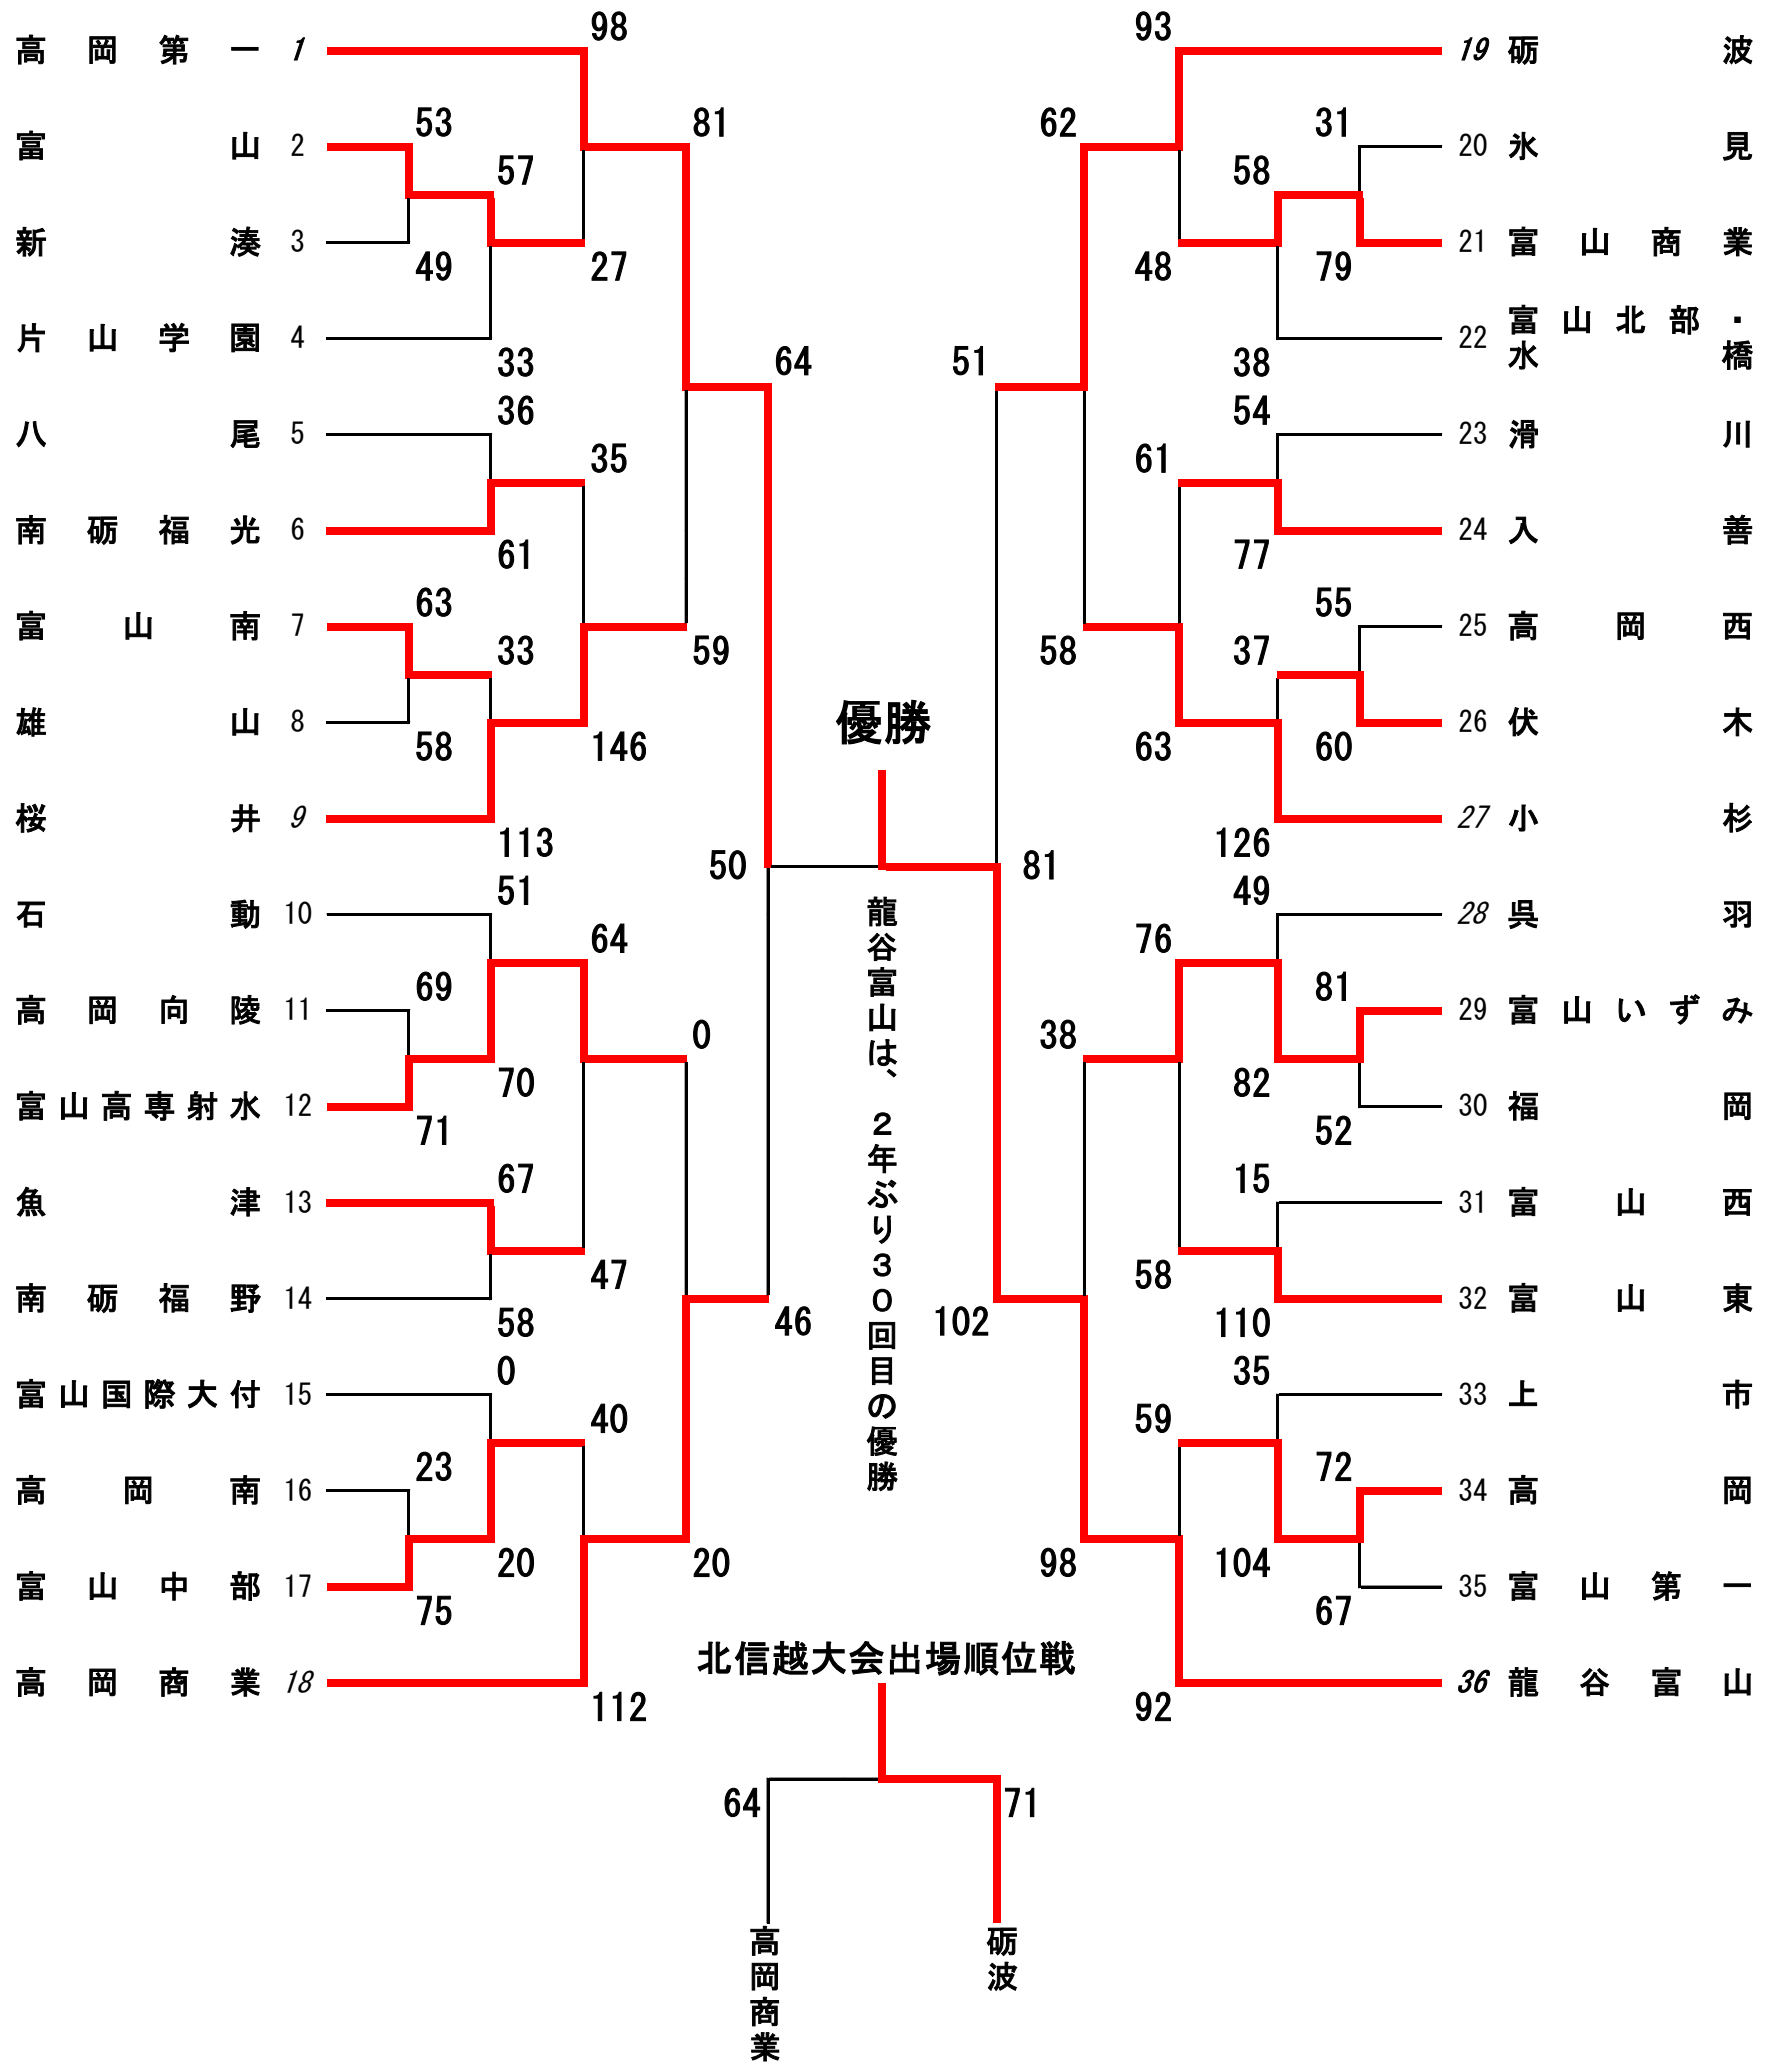 高岡第一 1 98
富山 2 53
57
新湊 3 49
27
片山学園 4 33
81
八尾 5 36
35
南砺福光 6 61
富山南 7 63
33
雄山 8 58
146
桜井 9 113
59
64
石動 10 51
64
高岡向陵 11 69
70
富山高専射水 12 71
0
魚津 13 67
47
南砺福野 14 58
富山国際大付 15 0
40
高岡南 16 23
20
富山中部 17 75
20
高岡商業 18 112
46
50
優勝
81
龍谷富山は、２年ぶり３０回目の優勝
93 19 砺波
62
31 20 氷見
58
79 21 富山商業
48
38 22 富山北部・水橋
51
54 23 滑川
61
77 24 入善
55 25 高岡西
37
60 26 伏木
63
126 27 小杉
58
49 28 呉羽
76
81 29 富山いずみ
82
52 30 福岡
38
15 31 富山西
58
110 32 富山東
102
35 33 上市
59
72 34 高岡
104
67 35 富山第一
98
92 36 龍谷富山
北信越大会出場順位戦
64 71
高岡商業
砺波